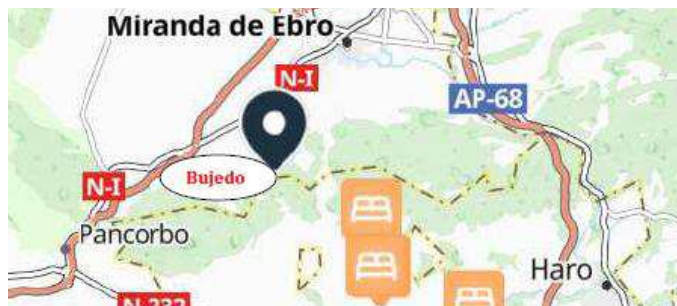 Miranda de Ebro
N-I
AP-68
Bujedo
N-I
Pancorbo
Haro
N-232